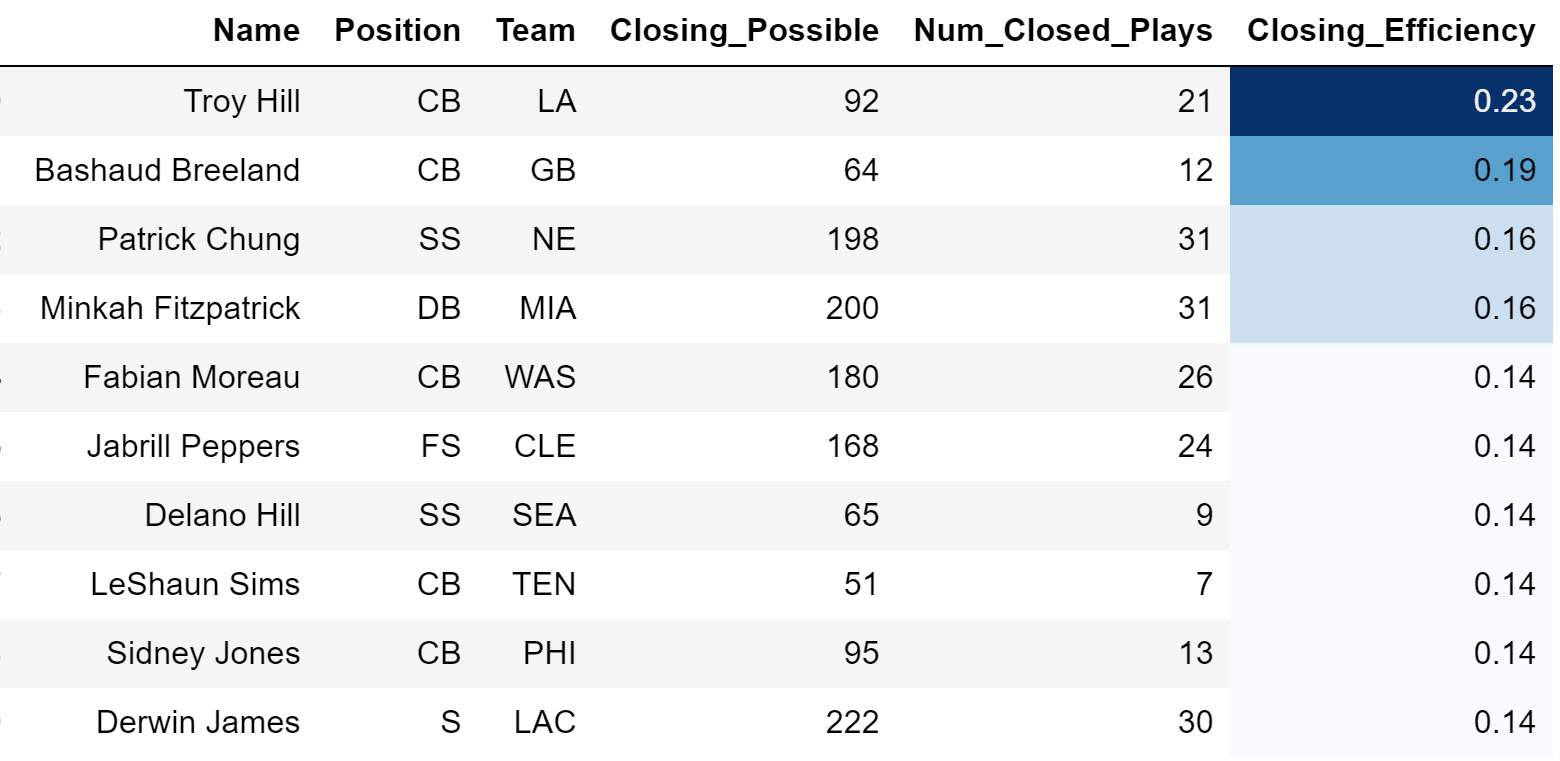 Name Position Team Closing_Possible Num_Closed_Plays Closing_Efficiency
Troy Hill CB LA 92 21 0.23
Bashaud Breeland CB GB 64 12 0.19
Patrick Chung SS NE 198 31 0.16
Minkah Fitzpatrick DB MIA 200 31 0.16
Fabian Moreau CB WAS 180 26 0.14
Jabrill Peppers FS CLE 168 24 0.14
Delano Hill SS SEA 65 9 0.14
LeShaun Sims CB TEN 51 7 0.14
Sidney Jones CB PHI 95 13 0.14
Derwin James S LAC 222 30 0.14